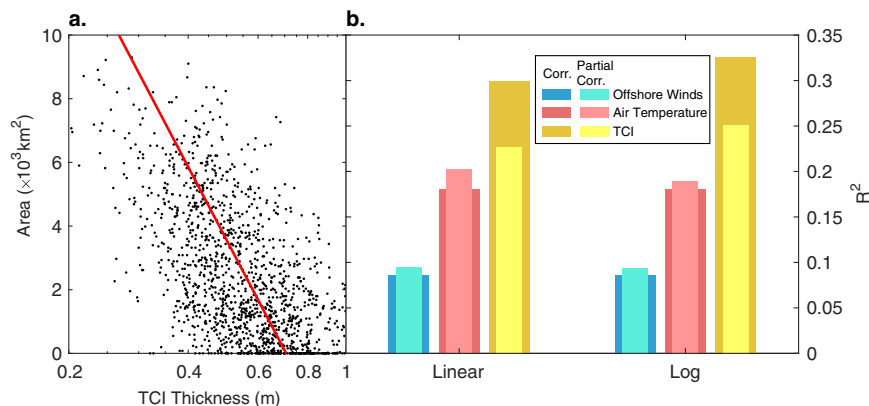 a.
Area (×10³km²)
10
8
6
4
2
0
0.2
0.4
0.6
0.8
1
TCI Thickness (m)
b.
Corr.
Partial Corr.
Offshore Winds
Air Temperature
TCI
Linear
Log
0.35
0.3
0.25
0.2
0.15
0.1
0.05
0
R²